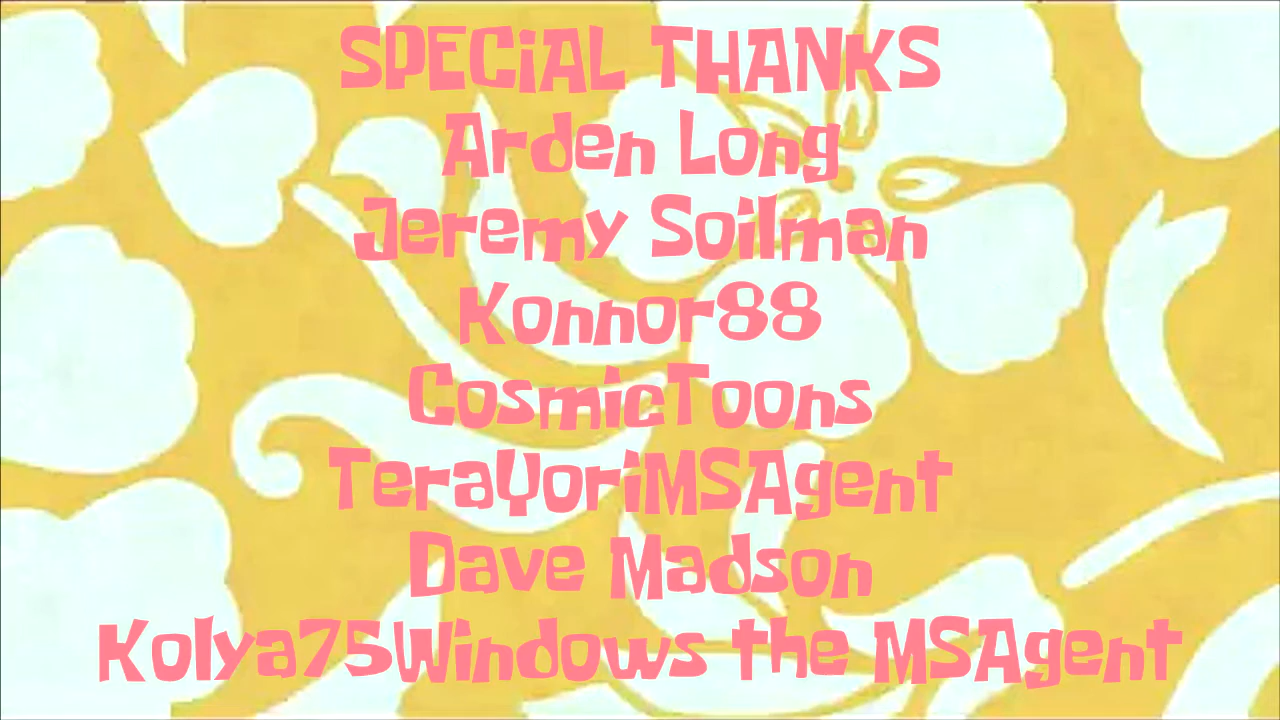 SPECiAL THANKS
Arden Long
Jeremy Soilman
Konnor88
CosmicToons
TeraYoriMSAgent
Dave Madson
Kolya75Windows the MSAgent